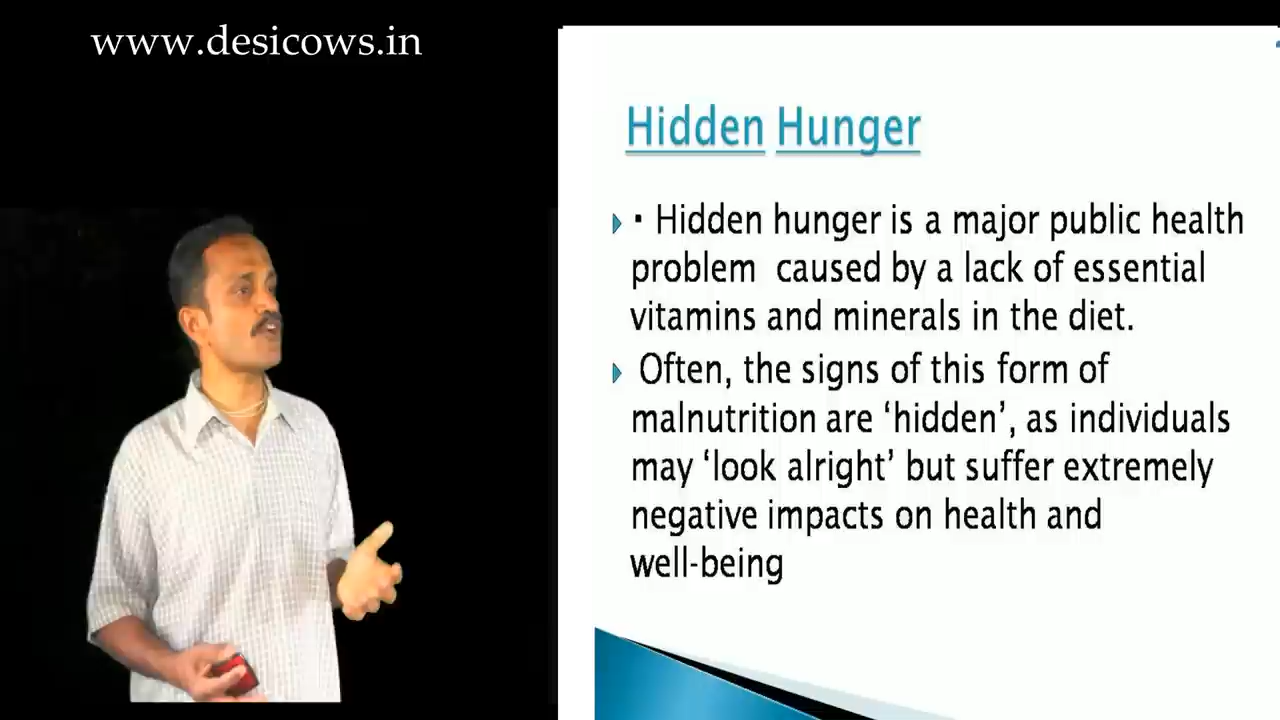 www.desicows.in
Hidden Hunger
▪ Hidden hunger is a major public health
problem caused by a lack of essential
vitamins and minerals in the diet.
Often, the signs of this form of
malnutrition are ‘hidden’, as individuals
may ‘look alright’ but suffer extremely
negative impacts on health and
well-being